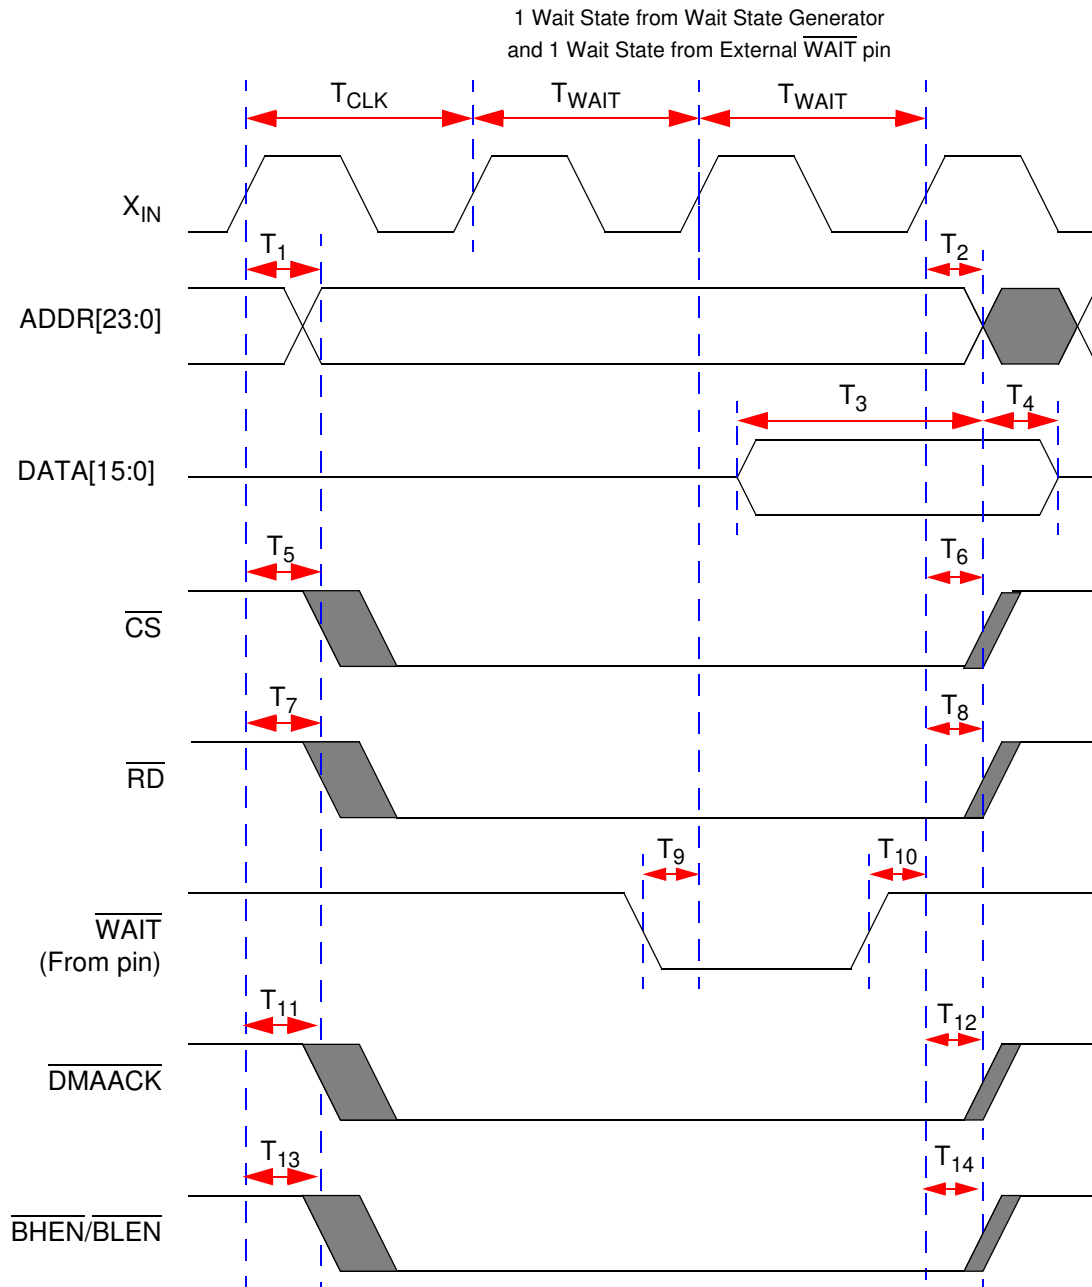 1 Wait State from Wait State Generator
and 1 Wait State from External WAIT pin
TCLK TWAIT TWAIT
XIN
T1 T2
ADDR[23:0]
T3 T4
DATA[15:0]
T5 T6
CS
T7 T8
RD
T9 T10
WAIT
(From pin)
T11 T12
DMAACK
T13 T14
BHEN/BLEN